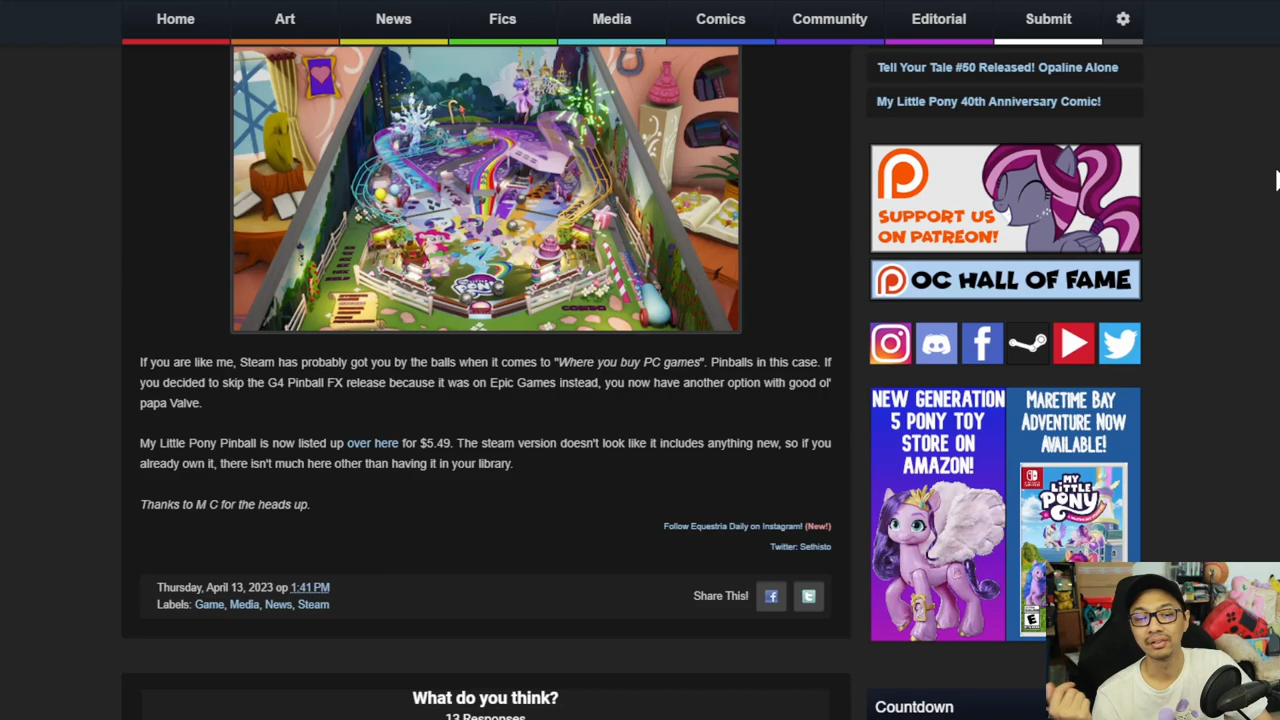 Home Art News Fics Media Comics Community Editorial Submit
Tell Your Tale #50 Released! Opaline Alone
My Little Pony 40th Anniversary Comic!
SUPPORT US
ON PATREON!
OC HALL OF FAME
If you are like me, Steam has probably got you by the balls when it comes to "Where you buy PC games". Pinballs in this case. If
you decided to skip the G4 Pinball FX release because it was on Epic Games instead, you now have another option with good ol'
papa Valve.
My Little Pony Pinball is now listed up over here for $5.49. The steam version doesn't look like it includes anything new, so if you
already own it, there isn't much here other than having it in your library.
Thanks to M C for the heads up.
Follow Equestria Daily on Instagram! (New!)
Twitter: Sethisto
Thursday, April 13, 2023 op 1:41 PM
Labels: Game, Media, News, Steam
Share This!
What do you think?
13 Responses
NEW GENERATION
5 PONY TOY
STORE ON
AMAZON!
MARETIME BAY
ADVENTURE NOW
AVAILABLE!
MY
LITTLE
PONY
E
Countdown